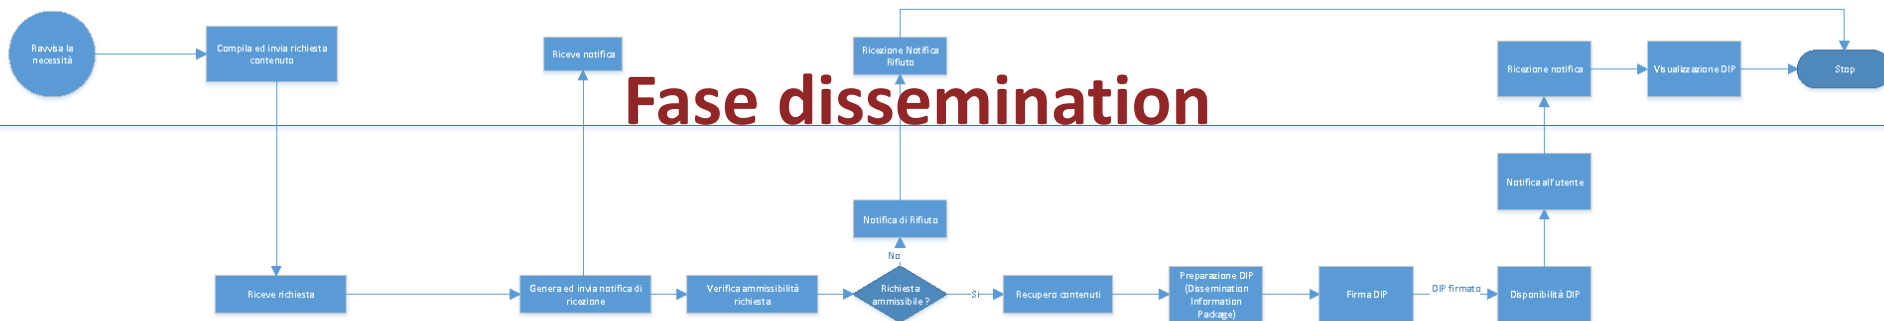 Ravvisa la
necessità
Compila ed invia richiesta
contenuto
Riceve notifica
Ricezione Notifica
Rifiuto
Ricezione notifica
Visualizzazione DIP
Stop
Fase dissemination
Notifica all'utente
Notifica di Rifiuto
No
Riceve richiesta
Genera ed invia notifica di
ricezione
Verifica ammissibilità
richiesta
Richiesta
ammissibile ?
Si
Recupero contenuti
Preparazione DIP
(Dissemination
Information
Package)
Firma DIP
DIP firmato
Disponibilità DIP